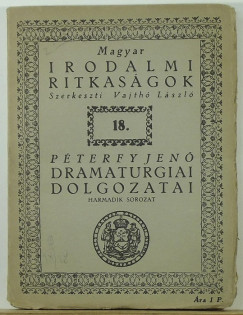 Magyar
IRODALMI
RITKASÁGOK
Szerkeszti Vajthó László
18.
PÉTERFY JENŐ
DRAMATURGIAI
DOLGOZATAI
HARMADIK SOROZAT
Ára 1 P.